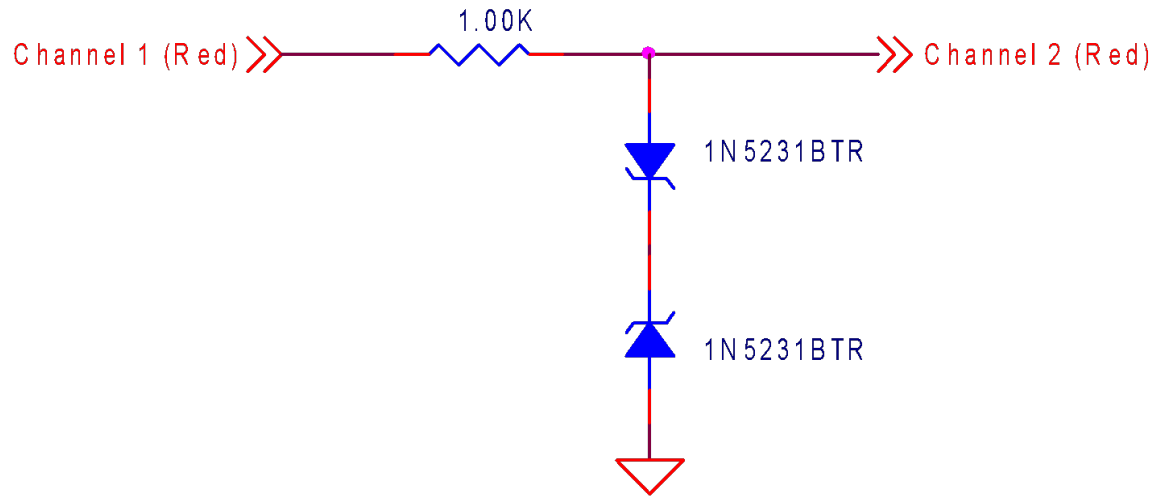 1.00K
Channel 1 (Red)
Channel 2 (Red)
1N5231BTR
1N5231BTR